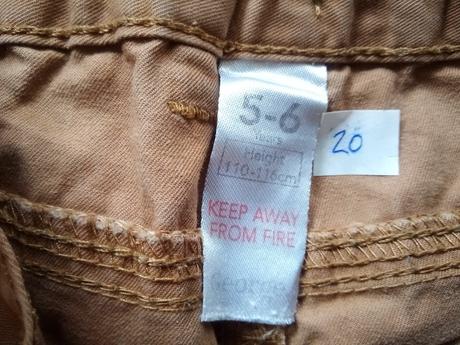 5-6
Years
Height
110-116cm
20
KEEP AWAY
FROM FIRE
George